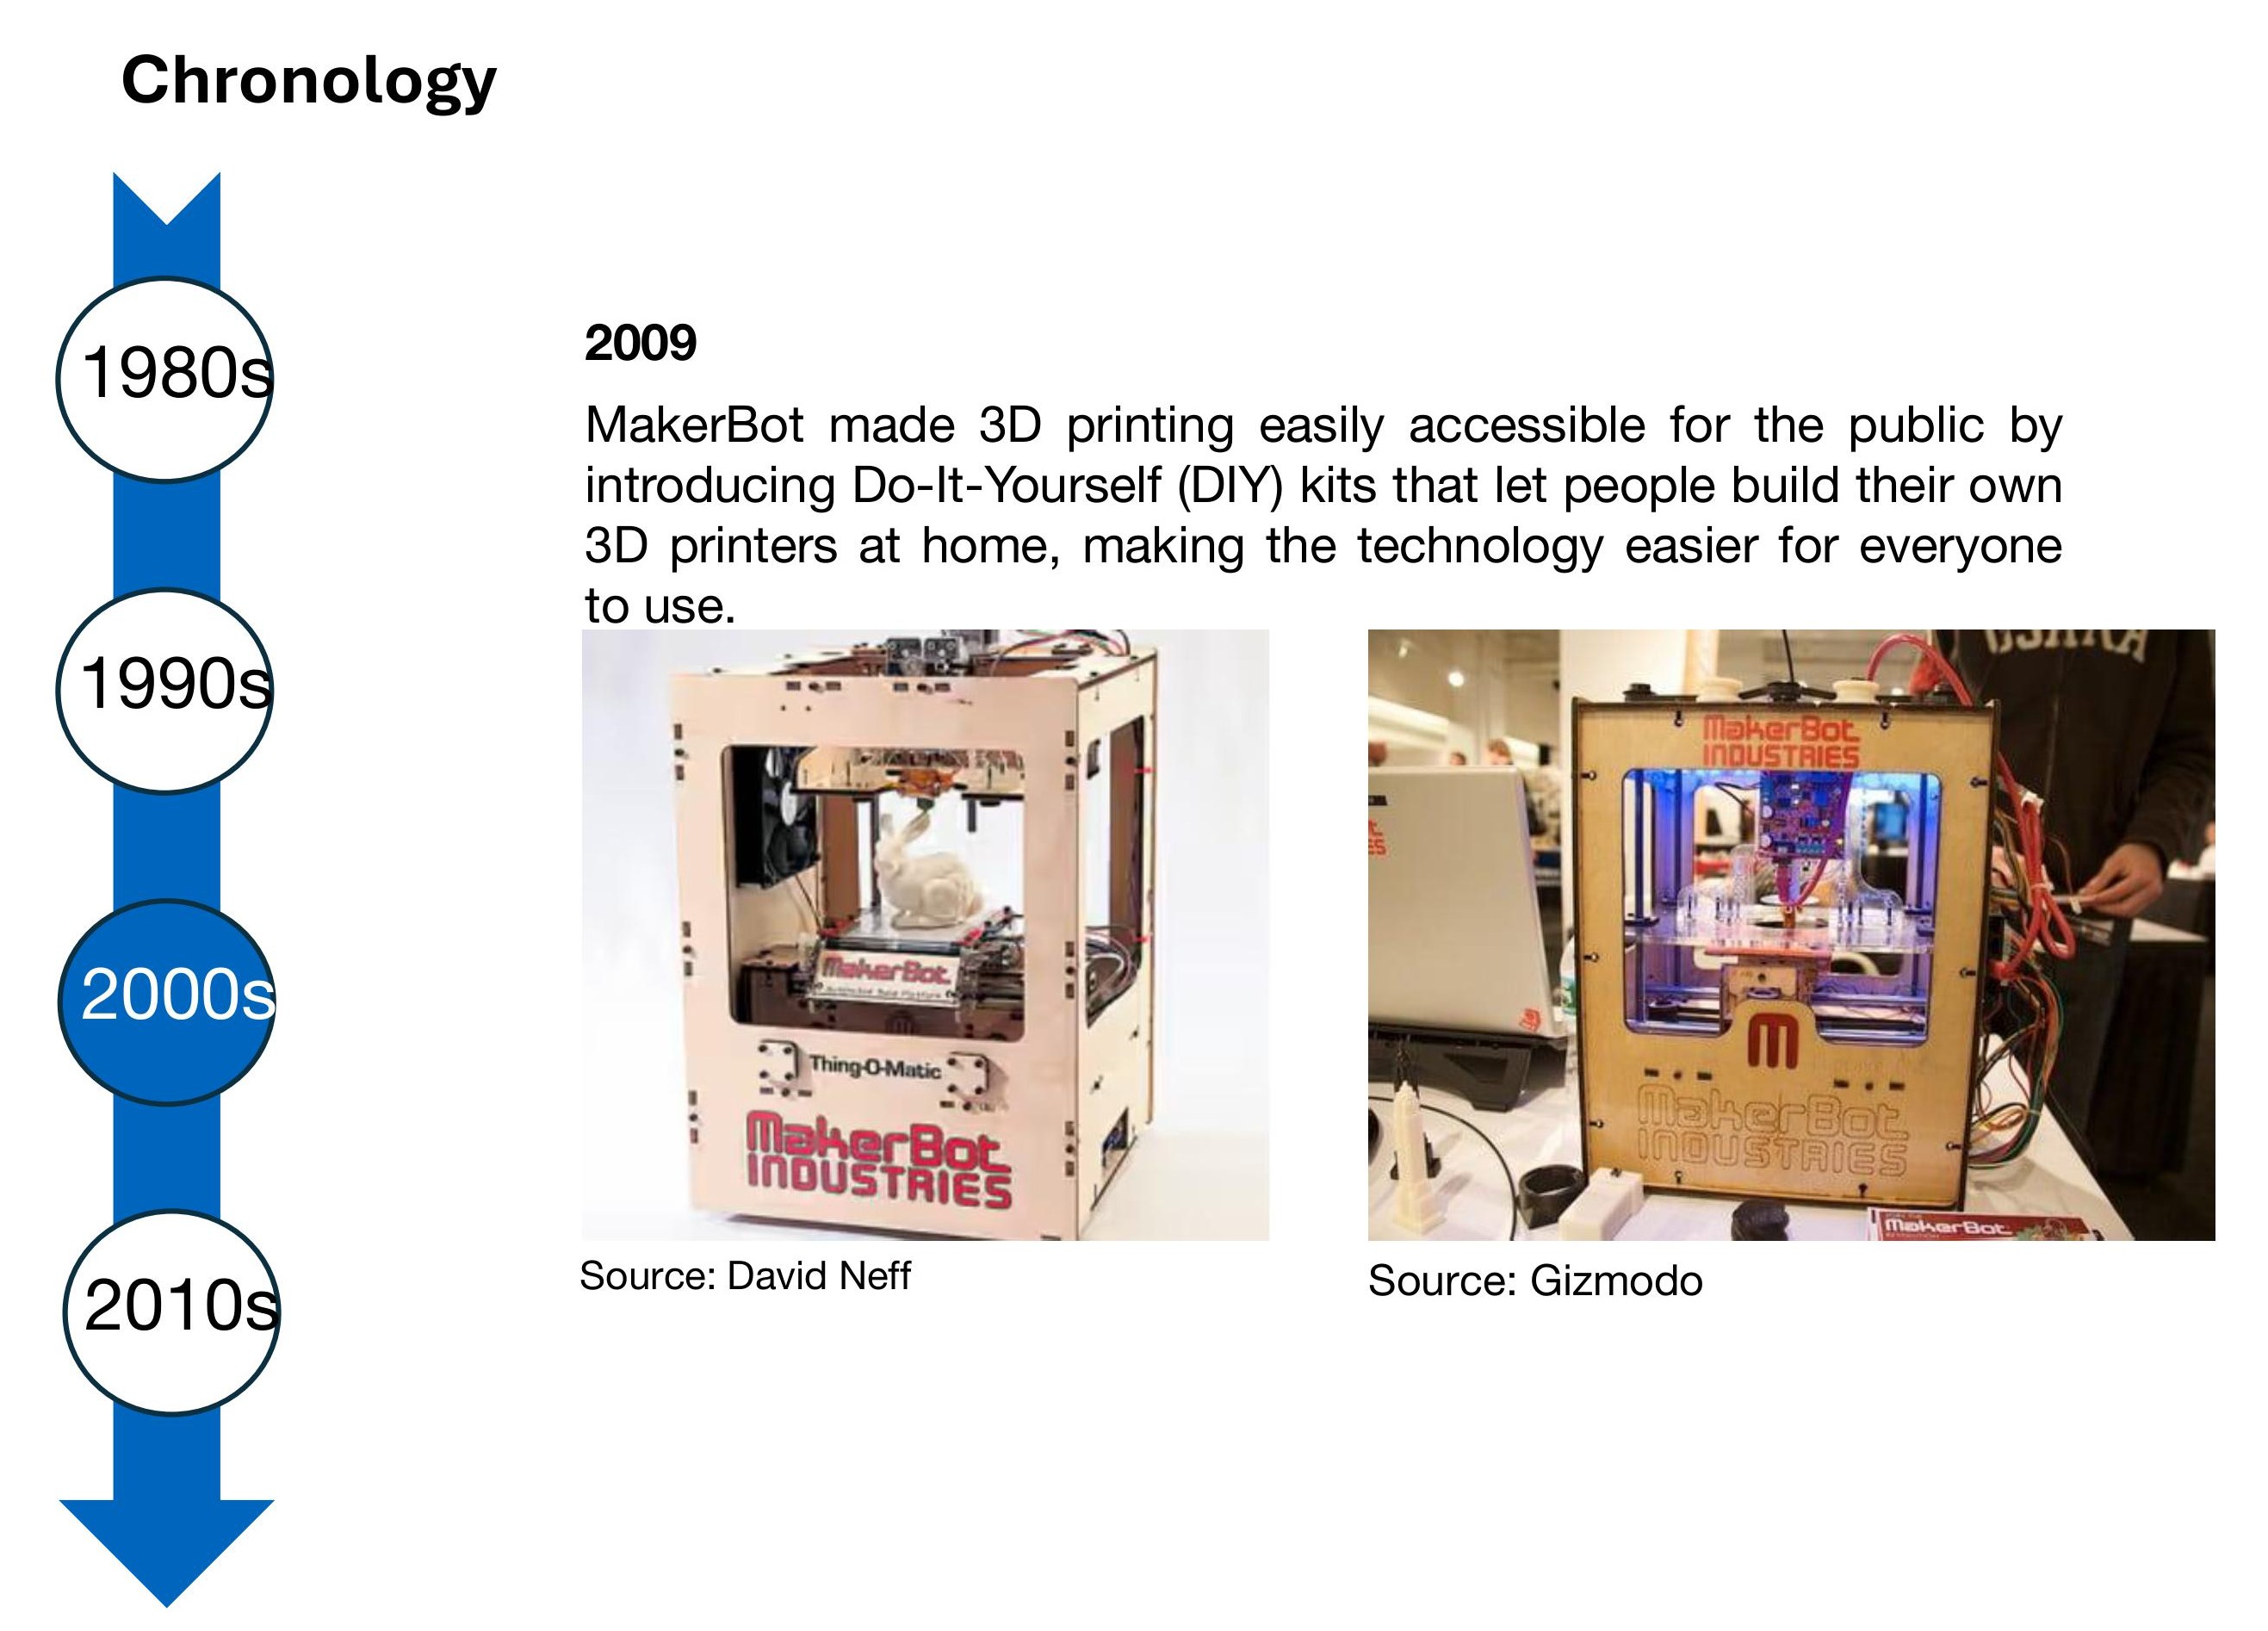 Chronology
1980s
1990s
2000s
2010s
2009
MakerBot made 3D printing easily accessible for the public by
introducing Do-It-Yourself (DIY) kits that let people build their own
3D printers at home, making the technology easier for everyone
to use.
MakerBot
Thing-O-Matic
MakerBot
INDUSTRIES
Source: David Neff
MakerBot
INDUSTRIES
M
MakerBot
INDUSTRIES
MakerBot
Source: Gizmodo